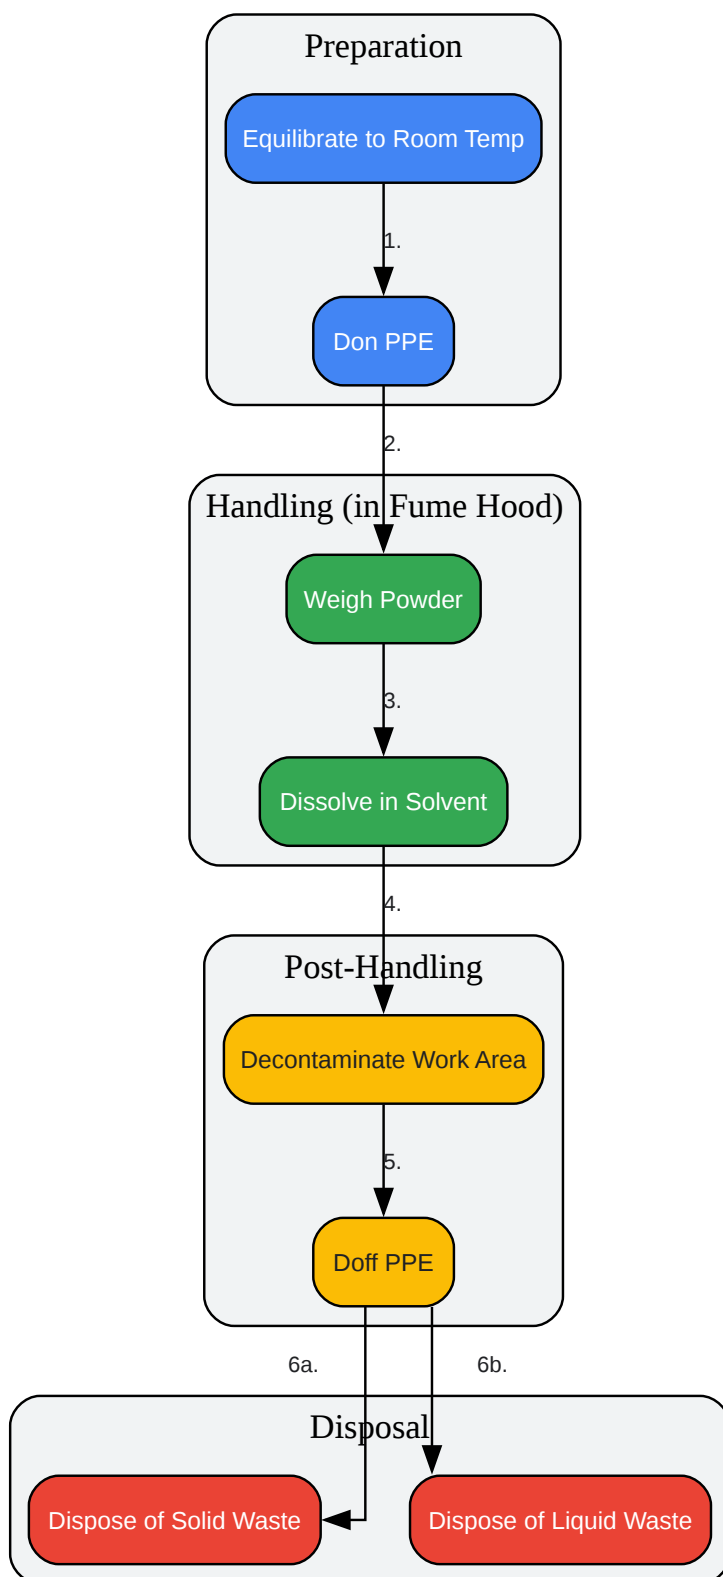 Preparation
Equilibrate to Room Temp
1.
Don PPE
2.
Handling (in Fume Hood)
Weigh Powder
3.
Dissolve in Solvent
4.
Post-Handling
Decontaminate Work Area
5.
Doff PPE
6a.
6b.
Disposal
Dispose of Solid Waste
Dispose of Liquid Waste